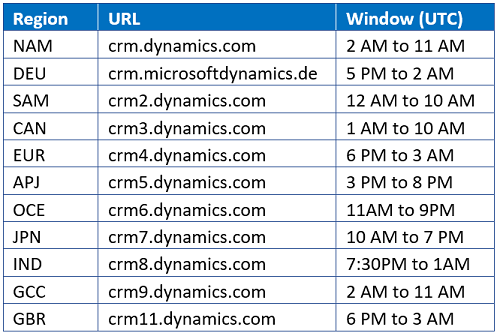 Region URL Window (UTC)
NAM crm.dynamics.com 2 AM to 11 AM
DEU crm.microsoftdynamics.de 5 PM to 2 AM
SAM crm2.dynamics.com 12 AM to 10 AM
CAN crm3.dynamics.com 1 AM to 10 AM
EUR crm4.dynamics.com 6 PM to 3 AM
APJ crm5.dynamics.com 3 PM to 8 PM
OCE crm6.dynamics.com 11AM to 9PM
JPN crm7.dynamics.com 10 AM to 7 PM
IND crm8.dynamics.com 7:30PM to 1AM
GCC crm9.dynamics.com 2 AM to 11 AM
GBR crm11.dynamics.com 6 PM to 3 AM